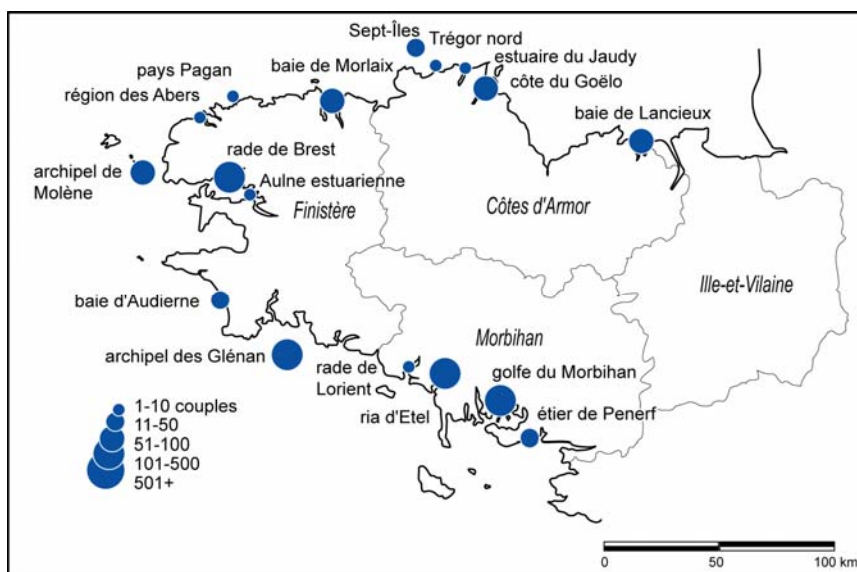 Sept-Îles
Trégor nord
estuaire du Jaudy
pays Pagan
baie de Morlaix
côte du Goëlo
région des Abers
baie de Lancieux
rade de Brest
archipel de
Molène
Aulne estuarienne
Finistère
Côtes d'Armor
Ille-et-Vilaine
baie d'Audierne
Morbihan
archipel des Glénan
rade de
Lorient
golfe du Morbihan
ria d'Etel
étier de Penerf
1-10 couples
11-50
51-100
101-500
501+
0 50 100 km